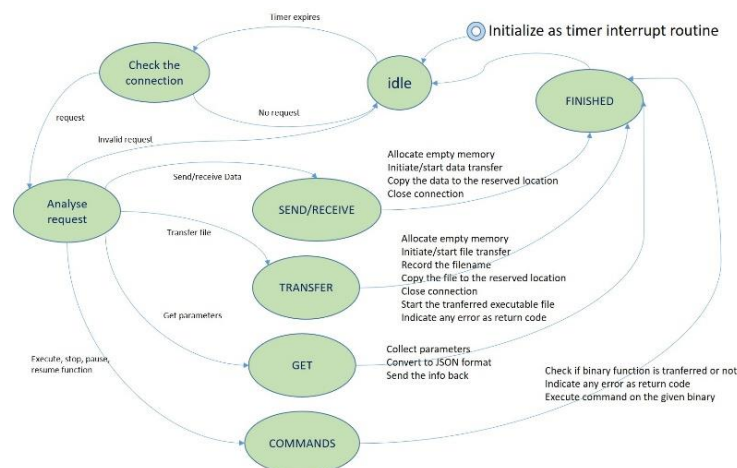 Timer expires
Initialize as timer interrupt routine
Check the
connection
idle
FINISHED
request
No request
Invalid request
Send/receive Data
Analyse
request
SEND/RECEIVE
Allocate empty memory
Initiate/start data transfer
Copy the data to the reserved location
Close connection
Transfer file
TRANSFER
Allocate empty memory
Initiate/start file transfer
Record the filename
Copy the file to the reserved location
Close connection
Start the tranferred executable file
Indicate any error as return code
Get parameters
GET
Collect parameters
Convert to JSON format
Send the info back
Execute, stop, pause,
resume function
COMMANDS
Check if binary function is tranferred or not
Indicate any error as return code
Execute command on the given binary